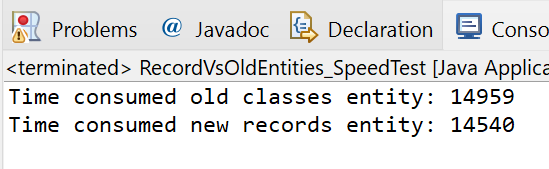 Problems @ Javadoc Declaration Conso
<terminated> RecordVsOldEntities_SpeedTest [Java Applica
Time consumed old classes entity: 14959
Time consumed new records entity: 14540